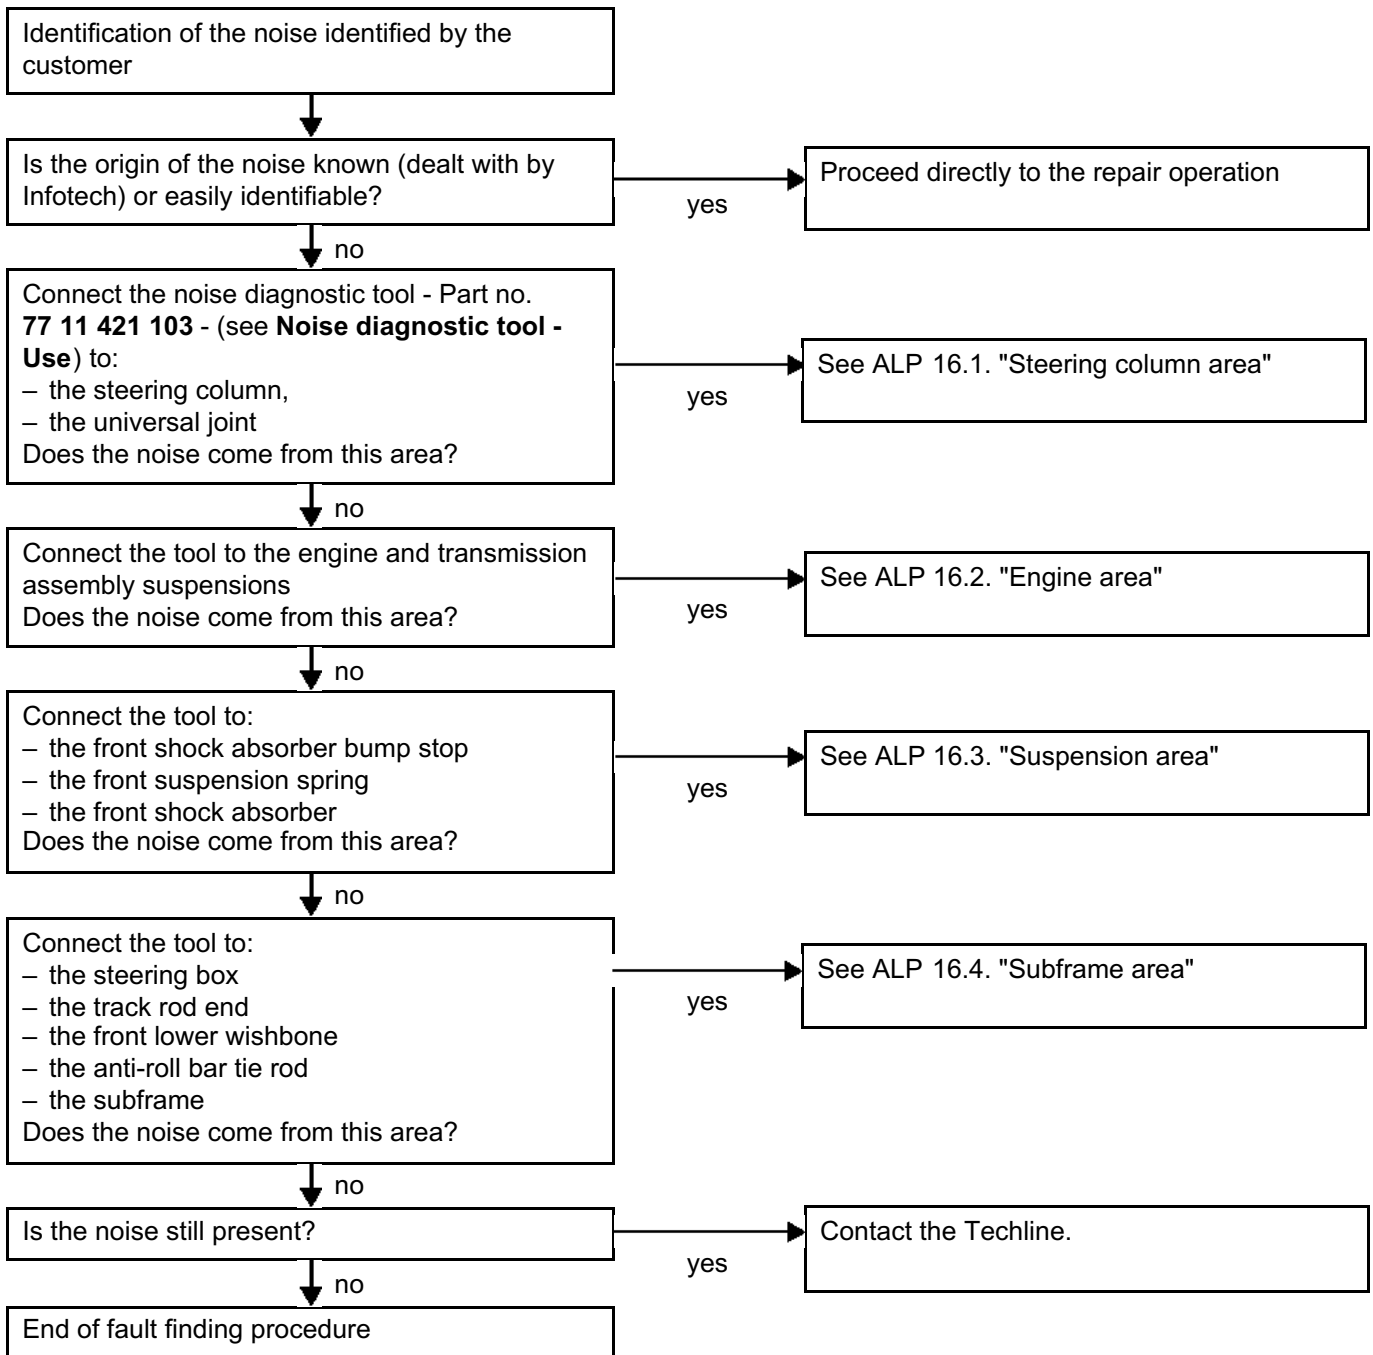 Identification of the noise identified by the
customer
Is the origin of the noise known (dealt with by
Infotech) or easily identifiable?
yes
Proceed directly to the repair operation
no
Connect the noise diagnostic tool - Part no.
77 11 421 103 - (see Noise diagnostic tool -
Use) to:
– the steering column,
– the universal joint
Does the noise come from this area?
yes
See ALP 16.1. "Steering column area"
no
Connect the tool to the engine and transmission
assembly suspensions
Does the noise come from this area?
yes
See ALP 16.2. "Engine area"
no
Connect the tool to:
– the front shock absorber bump stop
– the front suspension spring
– the front shock absorber
Does the noise come from this area?
yes
See ALP 16.3. "Suspension area"
no
Connect the tool to:
– the steering box
– the track rod end
– the front lower wishbone
– the anti-roll bar tie rod
– the subframe
Does the noise come from this area?
yes
See ALP 16.4. "Subframe area"
no
Is the noise still present?
yes
Contact the Techline.
no
End of fault finding procedure